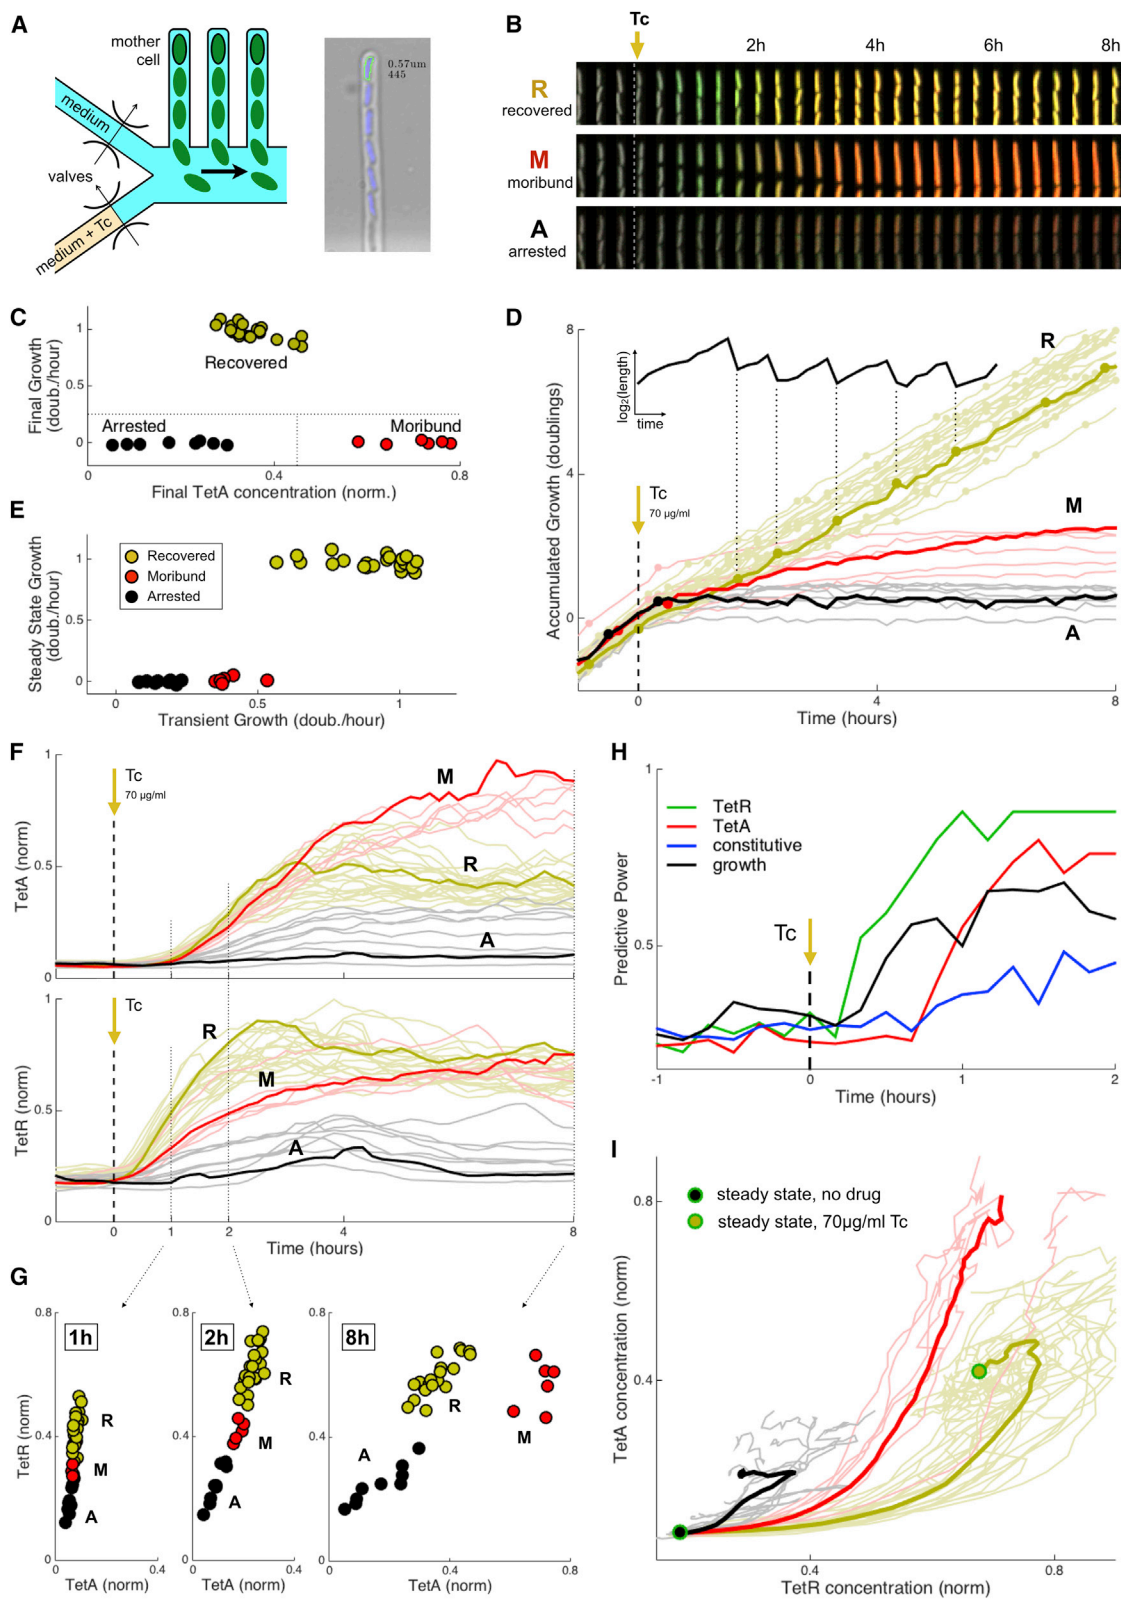 A
mother
cell
medium
valves
medium + Tc
0.57um
445
B
Tc
2h
4h
6h
8h
R
recovered
M
moribund
A
arrested
C
Final Growth
(doub./hour)
1
0.5
0
Recovered
Arrested
Moribund
0
0.4
0.8
Final TetA concentration (norm.)
D
Accumulated Growth (doublings)
8
4
0
log2(length)
time
R
Tc
70 µg/ml
M
A
0
4
8
Time (hours)
E
Steady State Growth
(doub./hour)
1
0.5
0
Recovered
Moribund
Arrested
0
0.5
1
Transient Growth (doub./hour)
F
TetA (norm)
1
0.5
0
Tc
70 µg/ml
M
R
A
TetR (norm)
1
0.5
0
Tc
R
M
A
0
1
2
4
8
Time (hours)
G
TetR (norm)
0.8
0.4
0
1h
R
M
A
0
0.4
TetA (norm)
0.8
0.4
0
2h
R
M
A
0
0.4
TetA (norm)
0.8
0.4
0
8h
A
R
M
0
0.4
0.8
TetA (norm)
H
Predictive Power
1
0.5
TetR
TetA
constitutive
growth
Tc
-1
0
1
2
Time (hours)
I
TetA concentration (norm)
0.8
0.4
steady state, no drug
steady state, 70µg/ml Tc
0.4
0.8
TetR concentration (norm)